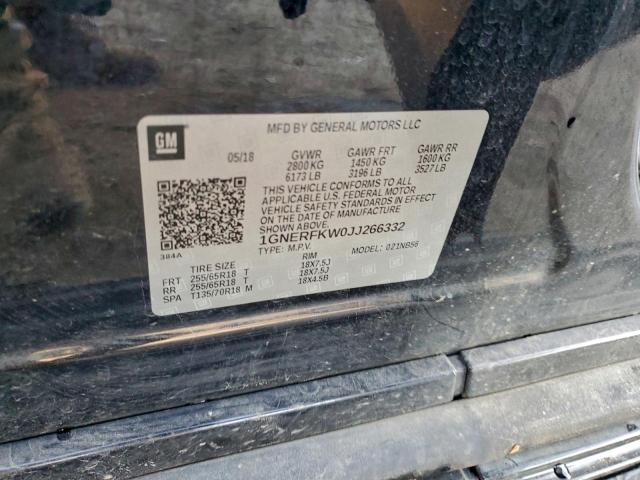 GM
MFD BY GENERAL MOTORS LLC
05/18 GVWR GAWR FRT GAWR RR
2800 KG 1450 KG 1600 KG
6173 LB 3196 LB 3527 LB
THIS VEHICLE CONFORMS TO ALL
APPLICABLE U.S. FEDERAL MOTOR
VEHICLE SAFETY STANDARDS IN EFFECT
ON THE DATE OF MANUFACTURE
SHOWN ABOVE.
1GNERFKW0JJ266332
384A TYPE: M.P.V. MODEL: 021NB56
TIRE SIZE RIM
FRT 255/65R18 T 18X7.5J
RR 255/65R18 T 18X7.5J
SPA T135/70R18 M 18X4.5B